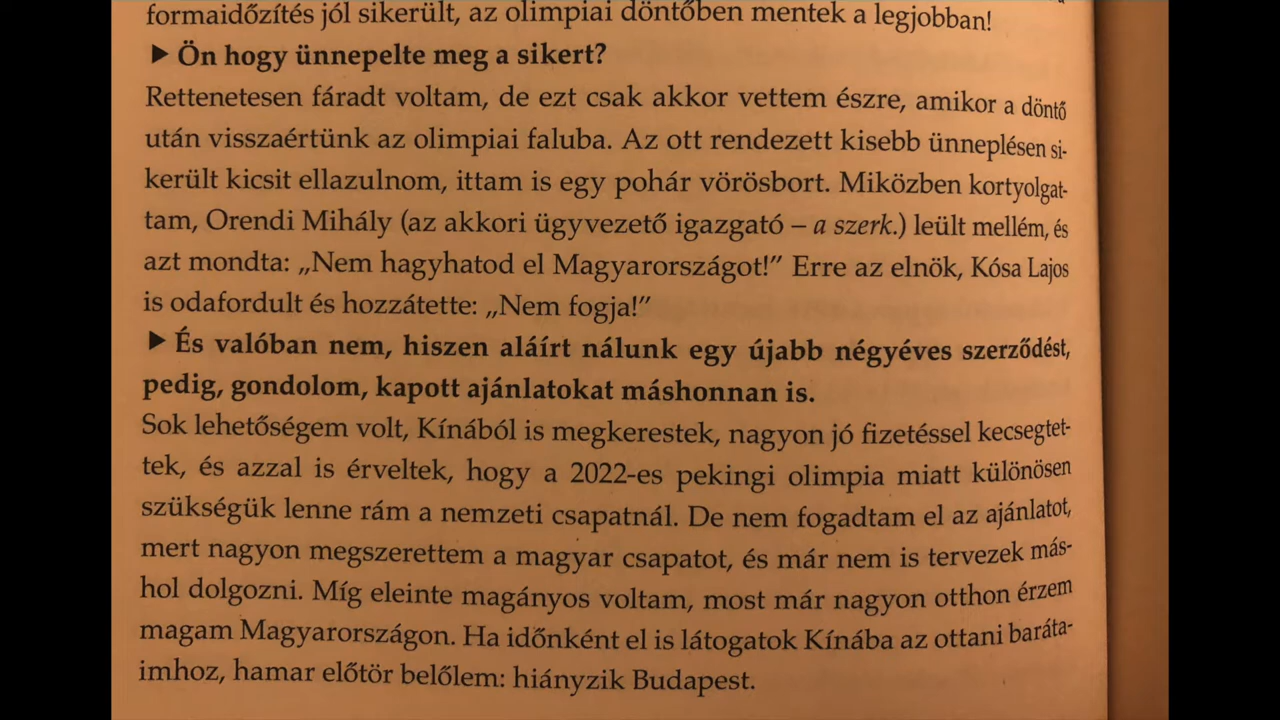 formaidőzítés jól sikerült, az olimpiai döntőben mentek a legjobban!
▶ Ön hogy ünnepelte meg a sikert?
Rettenetesen fáradt voltam, de ezt csak akkor vettem észre, amikor a döntő
után visszaértünk az olimpiai faluba. Az ott rendezett kisebb ünneplésen si-
került kicsit ellazulnom, ittam is egy pohár vörösbort. Miközben kortyolgat-
tam, Orendi Mihály (az akkori ügyvezető igazgató – a szerk.) leült mellém, és
azt mondta: „Nem hagyhatod el Magyarországot!” Erre az elnök, Kósa Lajos
is odafordult és hozzátette: „Nem fogja!”
▶ És valóban nem, hiszen aláírt nálunk egy újabb négyéves szerződést,
pedig, gondolom, kapott ajánlatokat máshonnan is.
Sok lehetőségem volt, Kínából is megkerestek, nagyon jó fizetéssel kecsegtet-
tek, és azzal is érveltek, hogy a 2022-es pekingi olimpia miatt különösen
szükségük lenne rám a nemzeti csapatnál. De nem fogadtam el az ajánlatot,
mert nagyon megszerettem a magyar csapatot, és már nem is tervezek más-
hol dolgozni. Míg eleinte magányos voltam, most már nagyon otthon érzem
magam Magyarországon. Ha időnként el is látogatok Kínába az ottani baráta-
imhoz, hamar előtör belőlem: hiányzik Budapest.